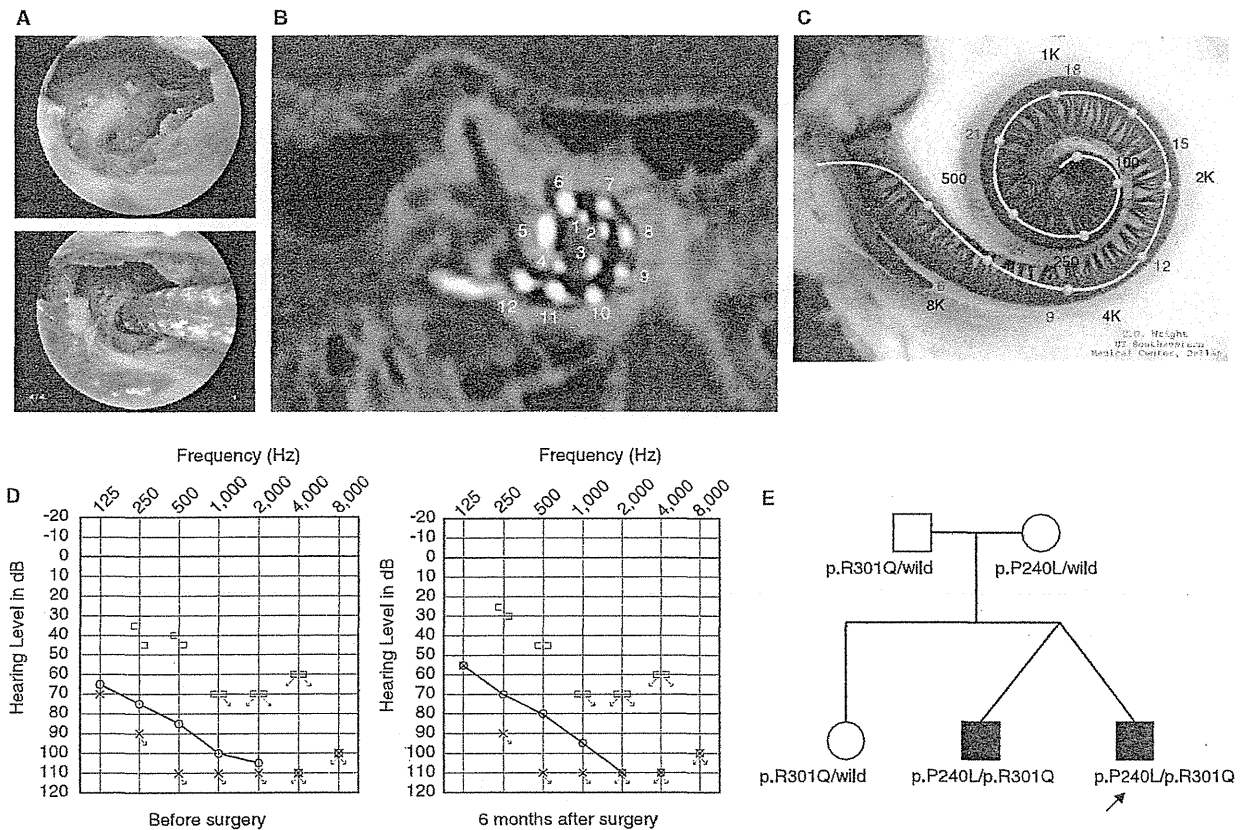 A
B
C
6
7
5
1
2
8
4
3
9
12
11
10
1K
18
21
15
100
2K
500
250
12
8K
9
4K
C.G. Wright
UT Southwestern
Medical Center, Dallas
D
Frequency (Hz)
125 250 500 1,000 2,000 4,000 8,000
Hearing Level in dB
-20
-10
0
10
20
30
40
50
60
70
80
90
100
110
120
Before surgery
Frequency (Hz)
125 250 500 1,000 2,000 4,000 8,000
Hearing Level in dB
-20
-10
0
10
20
30
40
50
60
70
80
90
100
110
120
6 months after surgery
E
p.R301Q/wild
p.P240L/wild
p.R301Q/wild
p.P240L/p.R301Q
p.P240L/p.R301Q